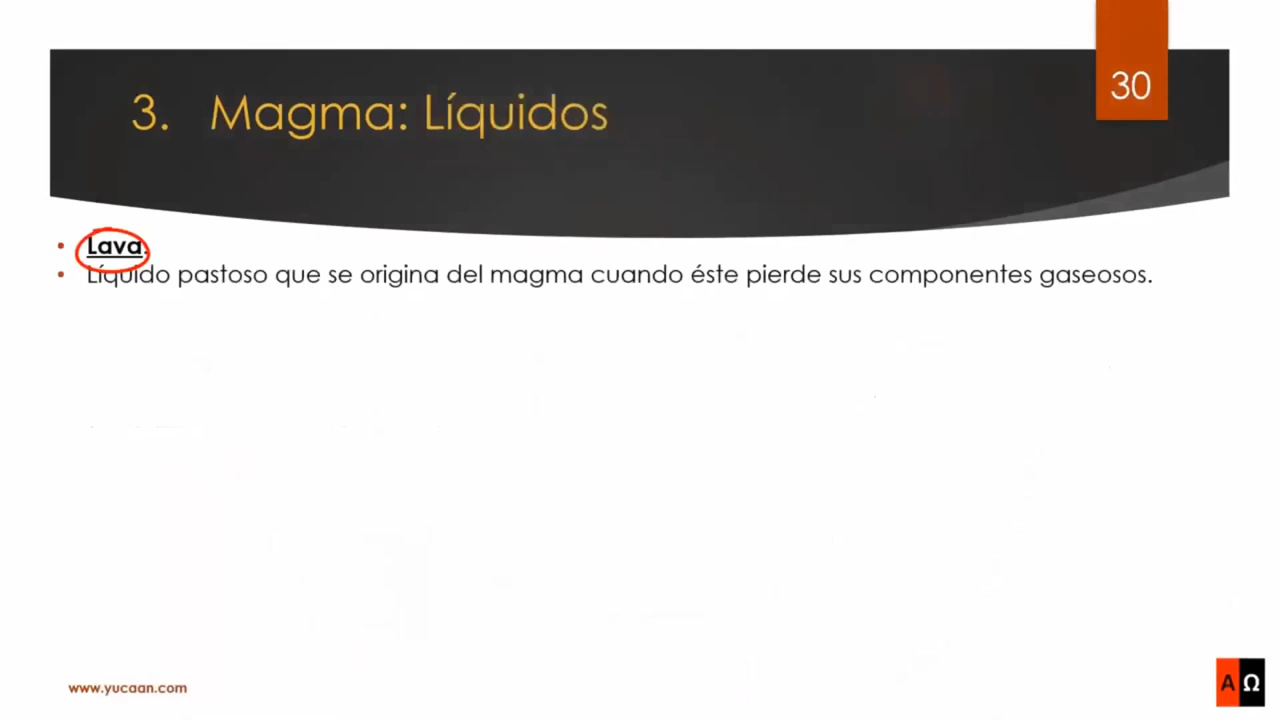 30
3. Magma: Líquidos
• Lava.
• Líquido pastoso que se origina del magma cuando éste pierde sus componentes gaseosos.
www.yucaan.com
ΑΩ